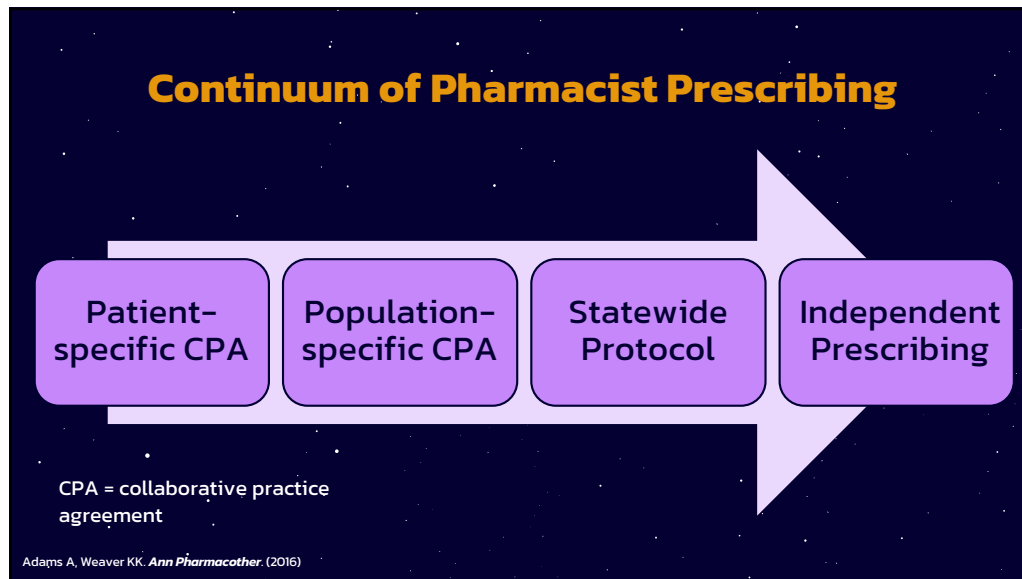 Continuum of Pharmacist Prescribing
Patient-
specific CPA
Population-
specific CPA
Statewide
Protocol
Independent
Prescribing
CPA = collaborative practice
agreement
Adams A, Weaver KK. Ann Pharmacother. (2016)